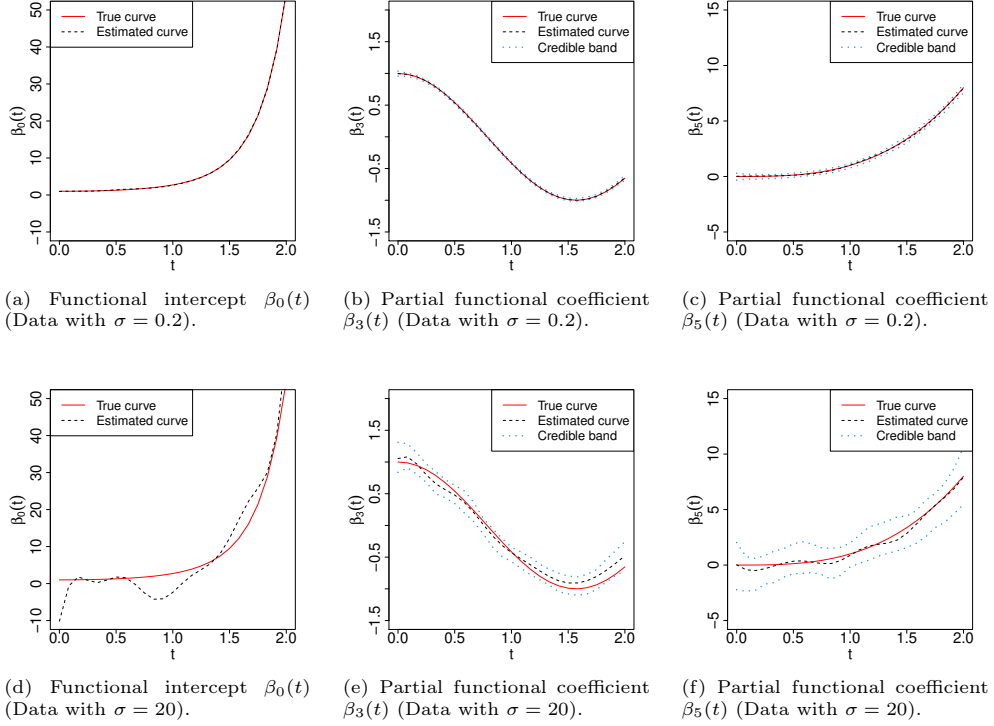 True curve
Estimated curve
β0(t)
50
40
30
20
10
0
−10
0.0 0.5 1.0 1.5 2.0
t
True curve
Estimated curve
Credible band
β3(t)
1.5
0.5
−0.5
−1.5
0.0 0.5 1.0 1.5 2.0
t
True curve
Estimated curve
Credible band
β5(t)
15
10
5
0
−5
0.0 0.5 1.0 1.5 2.0
t
(a) Functional intercept β0(t)
(Data with σ = 0.2).
(b) Partial functional coefficient
β3(t) (Data with σ = 0.2).
(c) Partial functional coefficient
β5(t) (Data with σ = 0.2).
True curve
Estimated curve
β0(t)
50
40
30
20
10
0
−10
0.0 0.5 1.0 1.5 2.0
t
True curve
Estimated curve
Credible band
β3(t)
1.5
0.5
−0.5
−1.5
0.0 0.5 1.0 1.5 2.0
t
True curve
Estimated curve
Credible band
β5(t)
15
10
5
0
−5
0.0 0.5 1.0 1.5 2.0
t
(d) Functional intercept β0(t)
(Data with σ = 20).
(e) Partial functional coefficient
β3(t) (Data with σ = 20).
(f) Partial functional coefficient
β5(t) (Data with σ = 20).